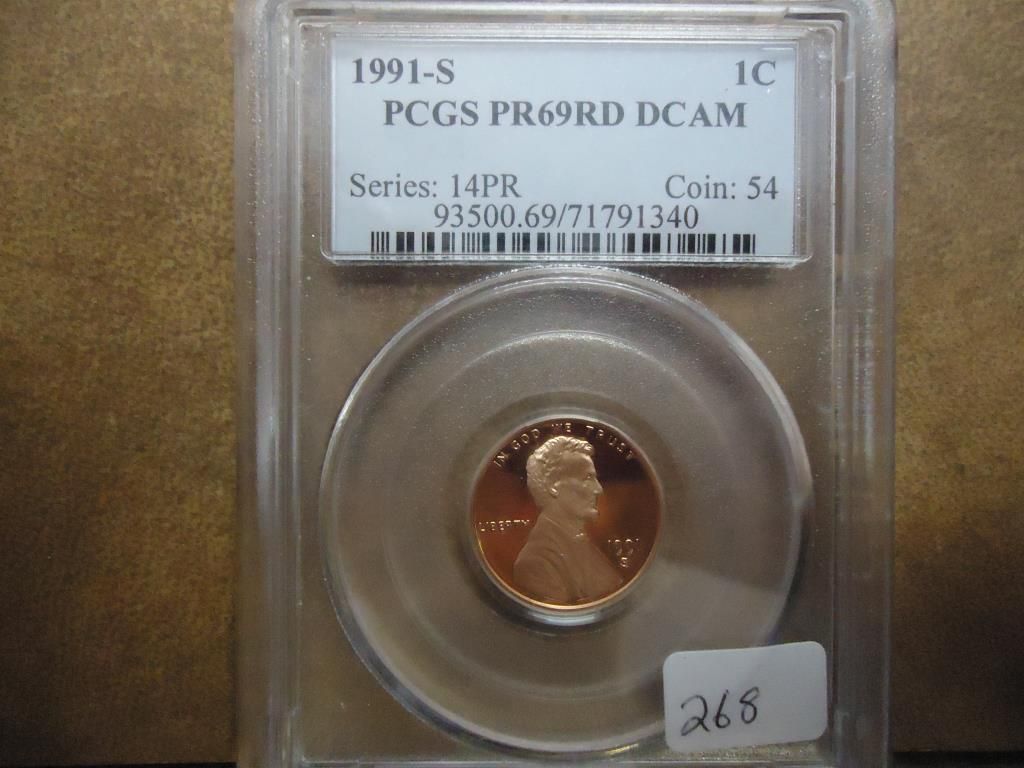 1991-S 1C
PCGS PR69RD DCAM
Series: 14PR Coin: 54
93500.69/71791340
IN GOD WE TRUST
LIBERTY
1991
S
268